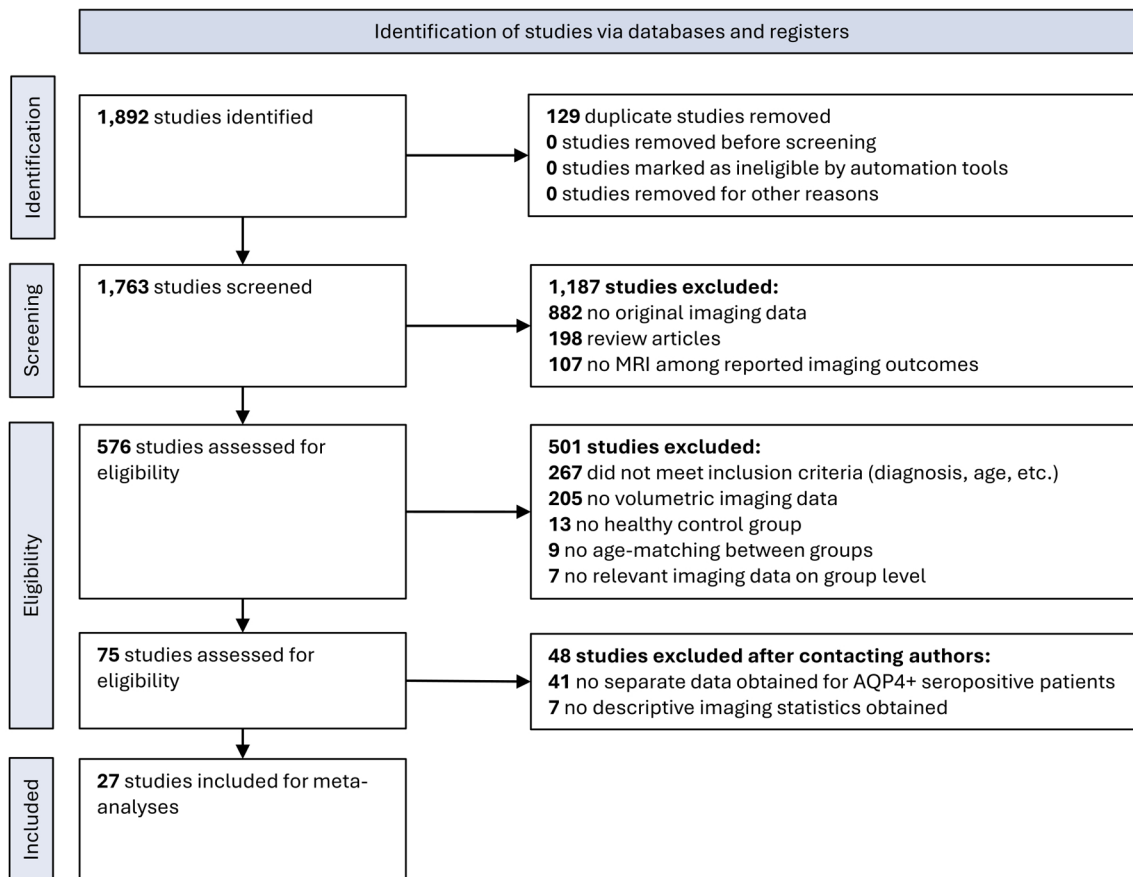 Identification of studies via databases and registers
Identification
1,892 studies identified
129 duplicate studies removed
0 studies removed before screening
0 studies marked as ineligible by automation tools
0 studies removed for other reasons
Screening
1,763 studies screened
1,187 studies excluded:
882 no original imaging data
198 review articles
107 no MRI among reported imaging outcomes
Eligibility
576 studies assessed for
eligibility
501 studies excluded:
267 did not meet inclusion criteria (diagnosis, age, etc.)
205 no volumetric imaging data
13 no healthy control group
9 no age-matching between groups
7 no relevant imaging data on group level
75 studies assessed for
eligibility
48 studies excluded after contacting authors:
41 no separate data obtained for AQP4+ seropositive patients
7 no descriptive imaging statistics obtained
Included
27 studies included for meta-
analyses